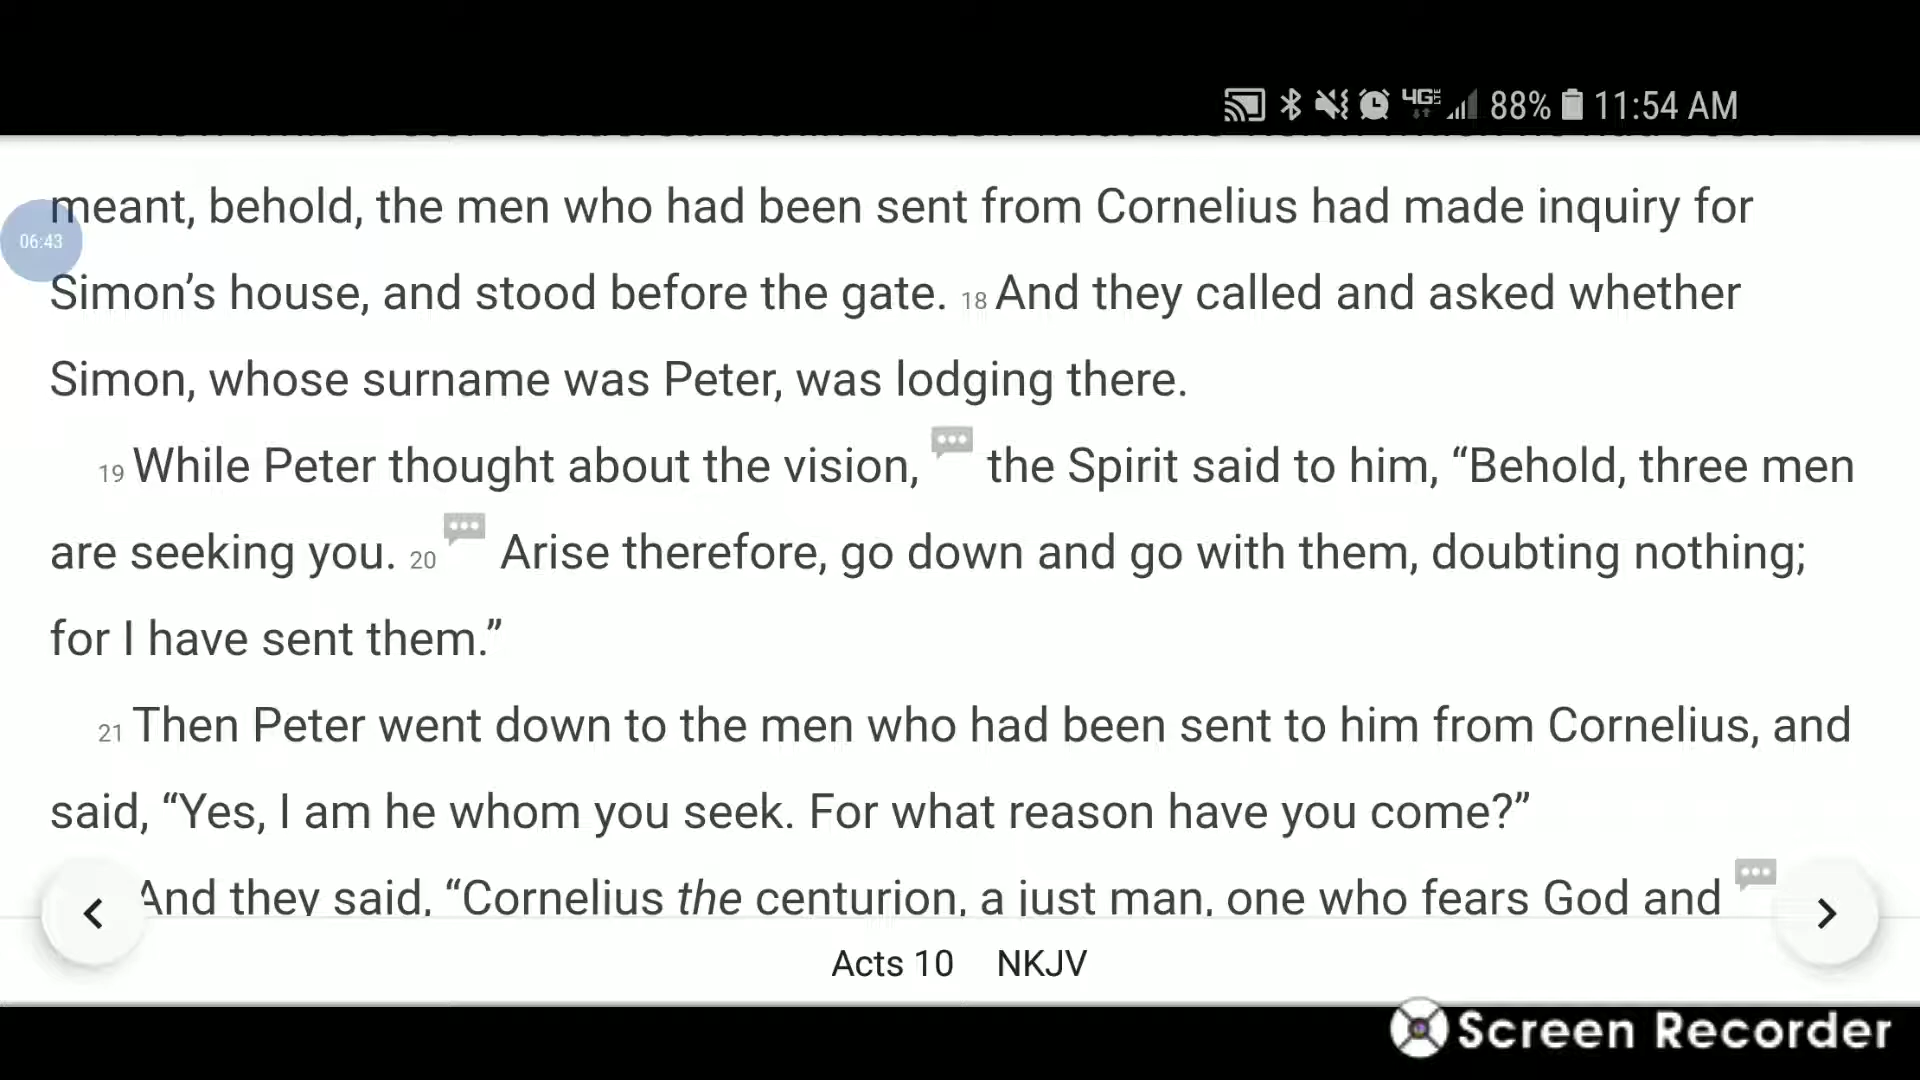 4G LTE 88% 11:54 AM
meant, behold, the men who had been sent from Cornelius had made inquiry for
06:43
Simon’s house, and stood before the gate. 18 And they called and asked whether
Simon, whose surname was Peter, was lodging there.
19 While Peter thought about the vision, the Spirit said to him, “Behold, three men
are seeking you. 20 Arise therefore, go down and go with them, doubting nothing;
for I have sent them.”
21 Then Peter went down to the men who had been sent to him from Cornelius, and
said, “Yes, I am he whom you seek. For what reason have you come?”
And they said, “Cornelius the centurion, a just man, one who fears God and
Acts 10 NKJV
Screen Recorder